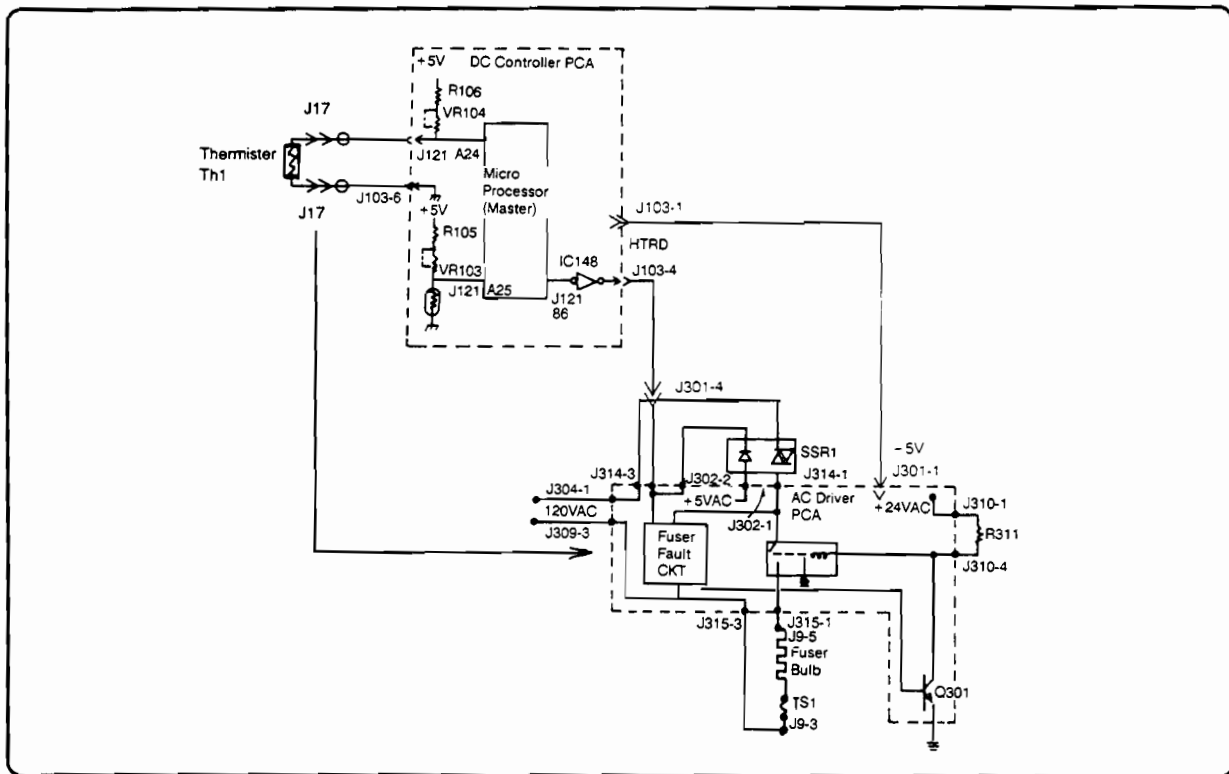 +5V
DC Controller PCA
R106
J17
VR104
Thermister
Th1
J121
A24
Micro
Processor
(Master)
J103-6
J17
+5V
J103-1
R105
HTRD
IC148
J103-4
VR103
J121
A25
J121
86
J301-4
SSR1
-5V
J301-1
J314-3
J302-2
J314-1
J304-1
+5VAC
AC Driver
PCA
+24VAC
J310-1
120VAC
J302-1
R311
J309-3
Fuser
Fault
CKT
J310-4
J315-3
J315-1
J9-5
Fuser
Bulb
Q301
TS1
J9-3